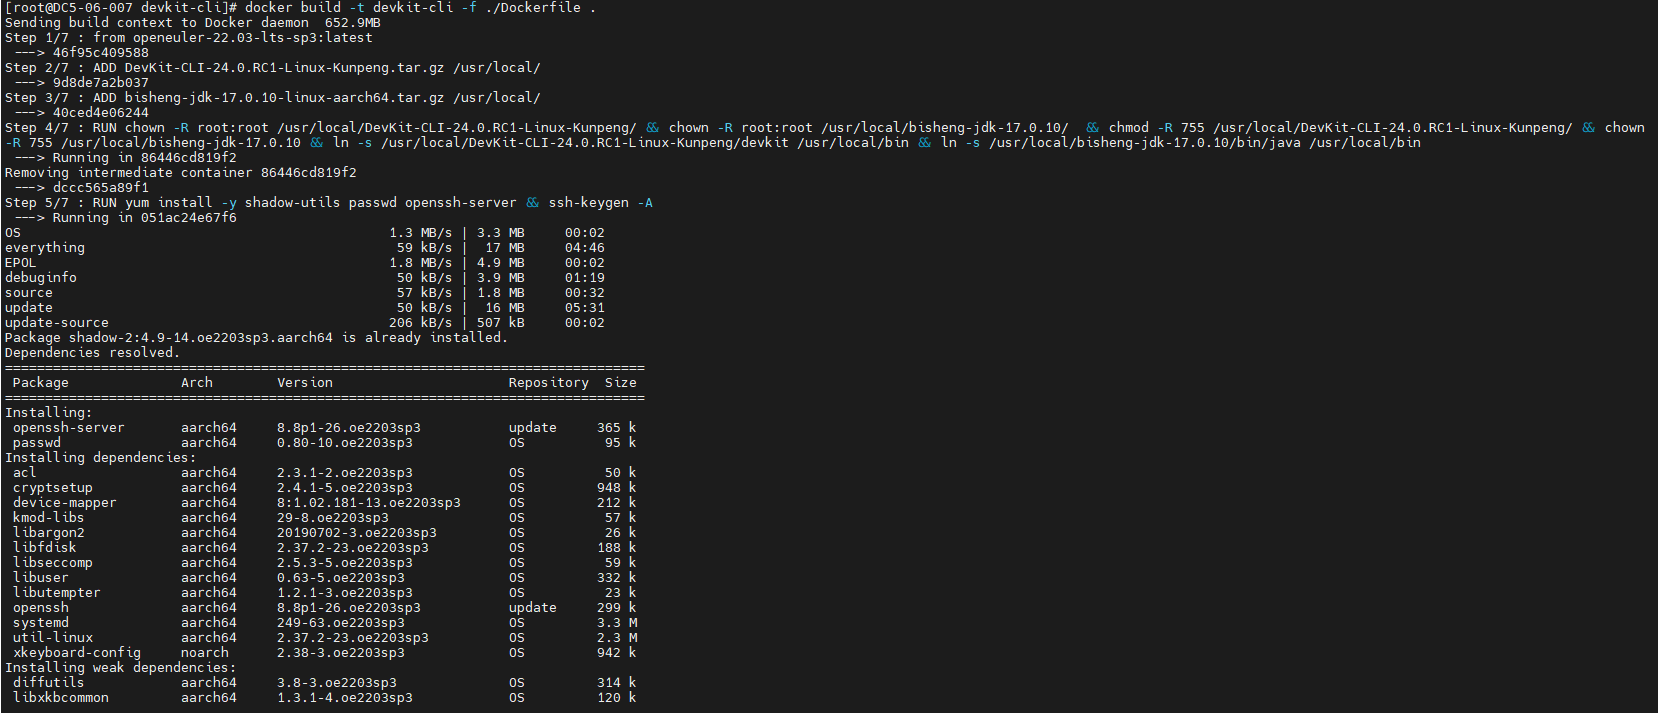 [root@DC5-06-007 devkit-cli]# docker build -t devkit-cli -f ./Dockerfile .
Sending build context to Docker daemon  652.9MB
Step 1/7 : from openeuler-22.03-lts-sp3:latest
 ---> 46f95c409588
Step 2/7 : ADD DevKit-CLI-24.0.RC1-Linux-Kunpeng.tar.gz /usr/local/
 ---> 9d8de7a2b037
Step 3/7 : ADD bisheng-jdk-17.0.10-linux-aarch64.tar.gz /usr/local/
 ---> 40ced4e06244
Step 4/7 : RUN chown -R root:root /usr/local/DevKit-CLI-24.0.RC1-Linux-Kunpeng/ && chown -R root:root /usr/local/bisheng-jdk-17.0.10/  && chmod -R 755 /usr/local/DevKit-CLI-24.0.RC1-Linux-Kunpeng/ && chown
-R 755 /usr/local/bisheng-jdk-17.0.10 && ln -s /usr/local/DevKit-CLI-24.0.RC1-Linux-Kunpeng/devkit /usr/local/bin && ln -s /usr/local/bisheng-jdk-17.0.10/bin/java /usr/local/bin
 ---> Running in 86446cd819f2
Removing intermediate container 86446cd819f2
 ---> dccc565a89f1
Step 5/7 : RUN yum install -y shadow-utils passwd openssh-server && ssh-keygen -A
 ---> Running in 051ac24e67f6
OS                                              1.3 MB/s | 3.3 MB     00:02
everything                                       59 kB/s |  17 MB     04:46
EPOL                                            1.8 MB/s | 4.9 MB     00:02
debuginfo                                        50 kB/s | 3.9 MB     01:19
source                                           57 kB/s | 1.8 MB     00:32
update                                           50 kB/s |  16 MB     05:31
update-source                                   206 kB/s | 507 kB     00:02
Package shadow-2:4.9-14.oe2203sp3.aarch64 is already installed.
Dependencies resolved.
================================================================================
 Package              Arch        Version                      Repository  Size
================================================================================
Installing:
 openssh-server       aarch64     8.8p1-26.oe2203sp3           update     365 k
 passwd               aarch64     0.80-10.oe2203sp3            OS          95 k
Installing dependencies:
 acl                  aarch64     2.3.1-2.oe2203sp3            OS          50 k
 cryptsetup           aarch64     2.4.1-5.oe2203sp3            OS         948 k
 device-mapper        aarch64     8:1.02.181-13.oe2203sp3      OS         212 k
 kmod-libs            aarch64     29-8.oe2203sp3               OS          57 k
 libargon2            aarch64     20190702-3.oe2203sp3         OS          26 k
 libfdisk             aarch64     2.37.2-23.oe2203sp3          OS         188 k
 libseccomp           aarch64     2.5.3-5.oe2203sp3            OS          59 k
 libuser              aarch64     0.63-5.oe2203sp3             OS         332 k
 libutempter          aarch64     1.2.1-3.oe2203sp3            OS          23 k
 openssh              aarch64     8.8p1-26.oe2203sp3           update     299 k
 systemd              aarch64     249-63.oe2203sp3             OS         3.3 M
 util-linux           aarch64     2.37.2-23.oe2203sp3          OS         2.3 M
 xkeyboard-config     noarch      2.38-3.oe2203sp3             OS         942 k
Installing weak dependencies:
 diffutils            aarch64     3.8-3.oe2203sp3              OS         314 k
 libxkbcommon         aarch64     1.3.1-4.oe2203sp3            OS         120 k